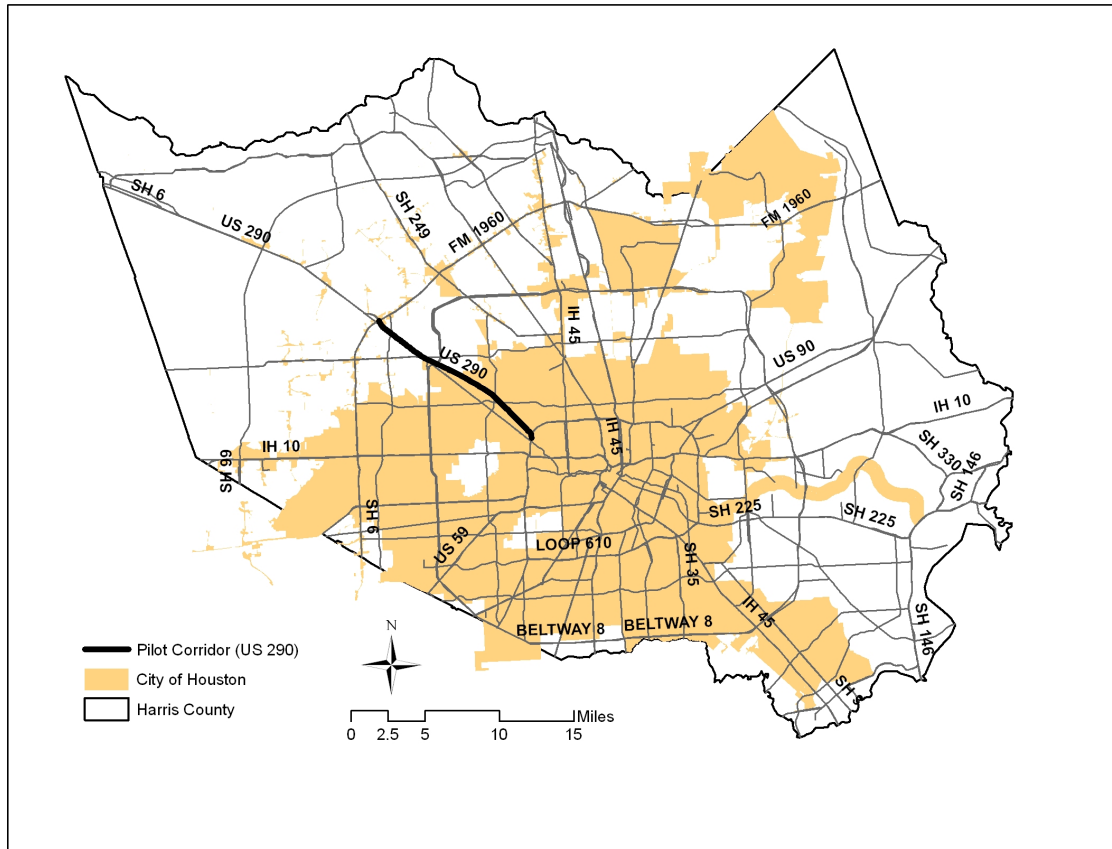 SH 6
US 290
SH 249
FM 1960
FM 1960
IH 45
US 290
US 90
IH 10
IH 45
IH 10
SH 99
SH 330
SH 146
SH 6
SH 225
SH 225
US 59
LOOP 610
SH 35
IH 45
BELTWAY 8
BELTWAY 8
SH 146
SH 3
N
Pilot Corridor (US 290)
City of Houston
Harris County
Miles
0 2.5 5 10 15